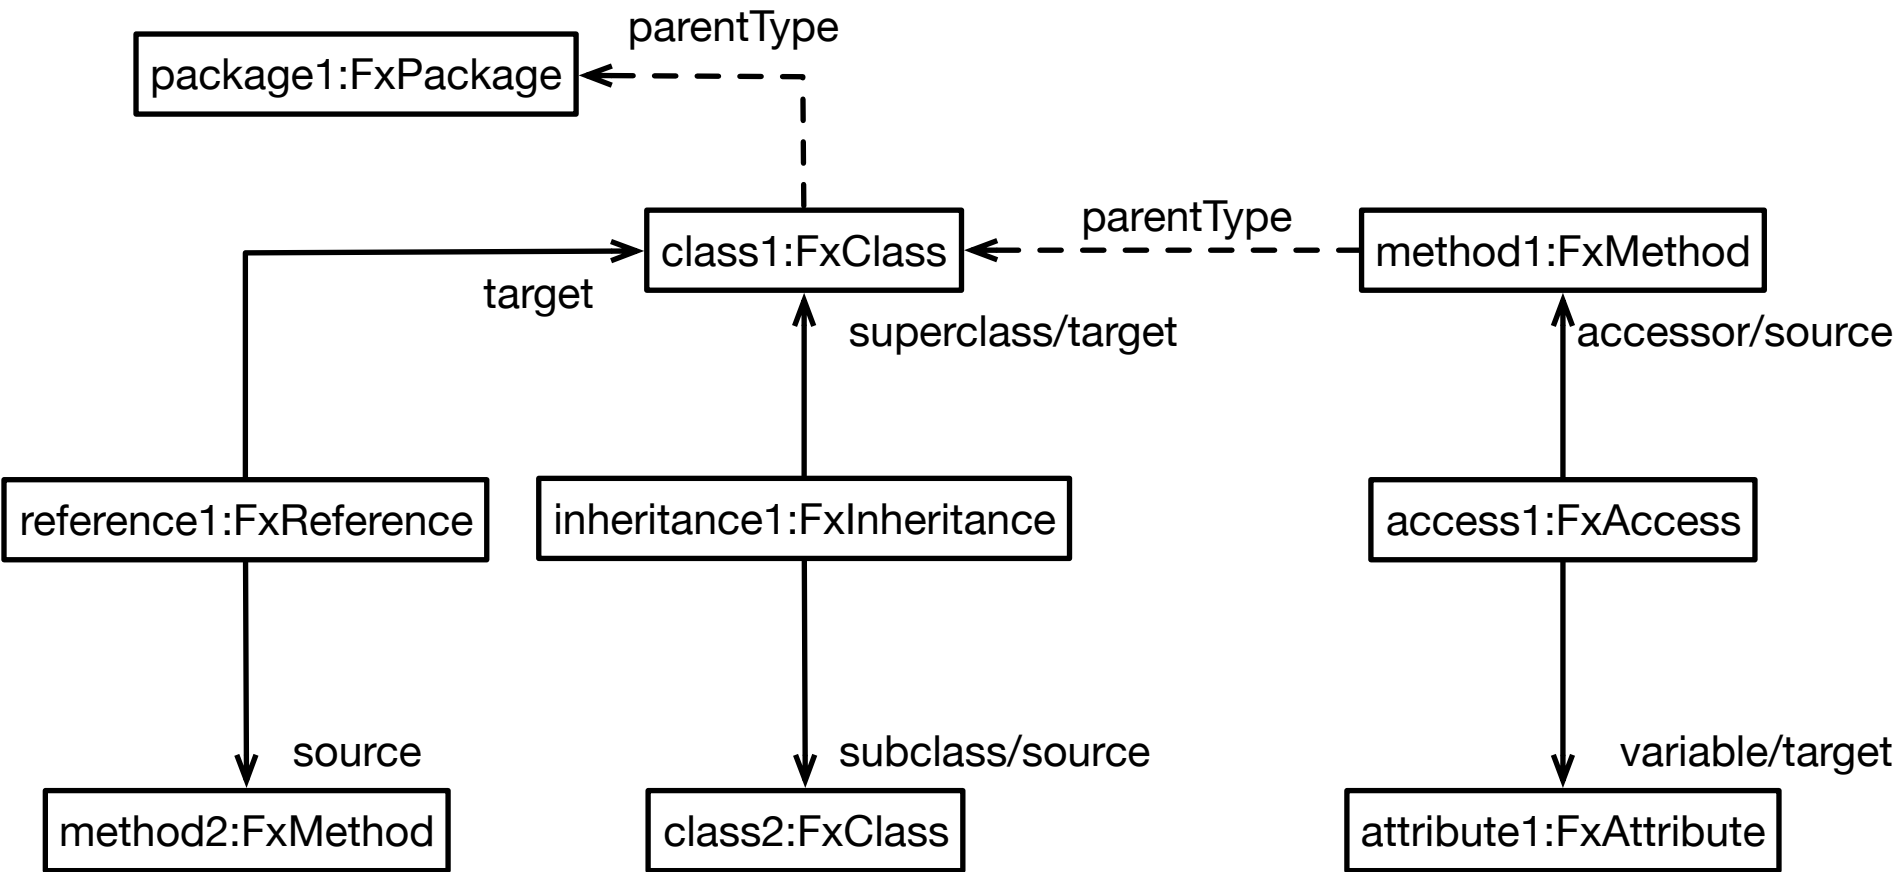 parentType
package1:FxPackage
parentType
class1:FxClass
method1:FxMethod
target
superclass/target
accessor/source
reference1:FxReference
inheritance1:FxInheritance
access1:FxAccess
source
subclass/source
variable/target
method2:FxMethod
class2:FxClass
attribute1:FxAttribute